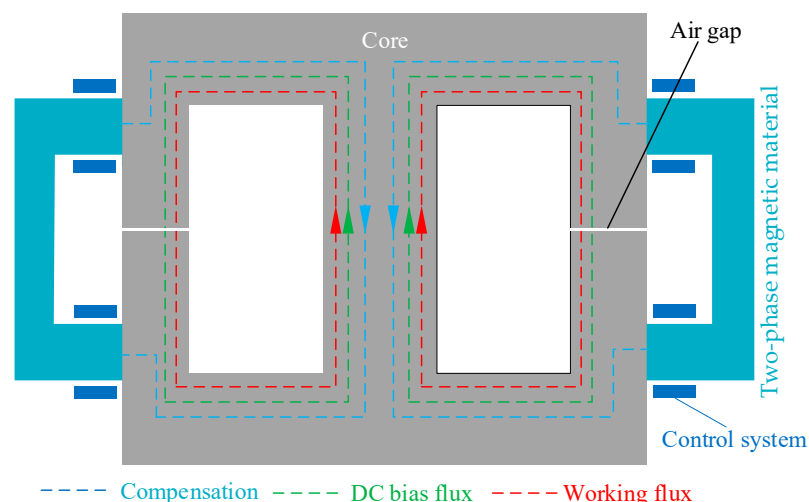 Core
Air gap
Two-phase magnetic material
Control system
Compensation
DC bias flux
Working flux